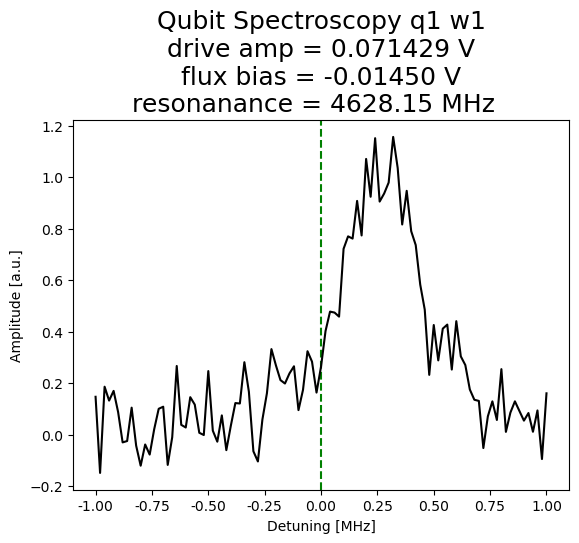 Qubit Spectroscopy q1 w1
drive amp = 0.071429 V
flux bias = -0.01450 V
resonanance = 4628.15 MHz
1.2
1.0
0.8
0.6
0.4
0.2
0.0
−0.2
Amplitude [a.u.]
-1.00 -0.75 -0.50 -0.25 0.00 0.25 0.50 0.75 1.00
Detuning [MHz]